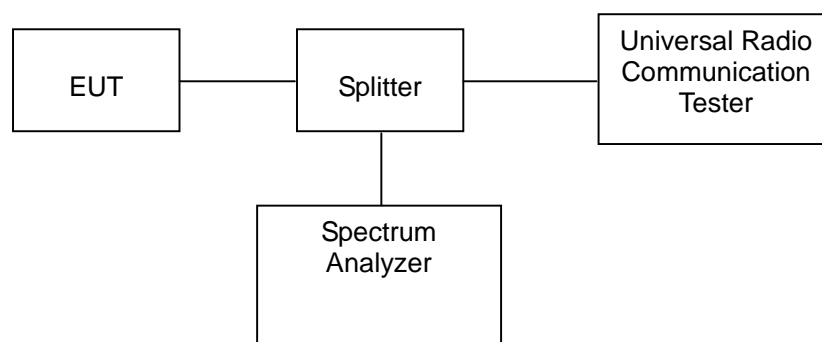 EUT
Splitter
Universal Radio
Communication
Tester
Spectrum
Analyzer